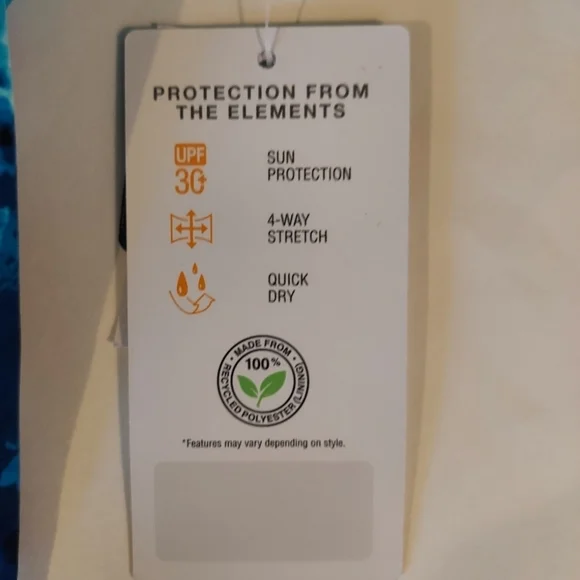 PROTECTION FROM
THE ELEMENTS
UPF
30+
SUN
PROTECTION
4-WAY
STRETCH
QUICK
DRY
• MADE FROM •
100%
RECYCLED POLYESTER (LINING)
*Features may vary depending on style.